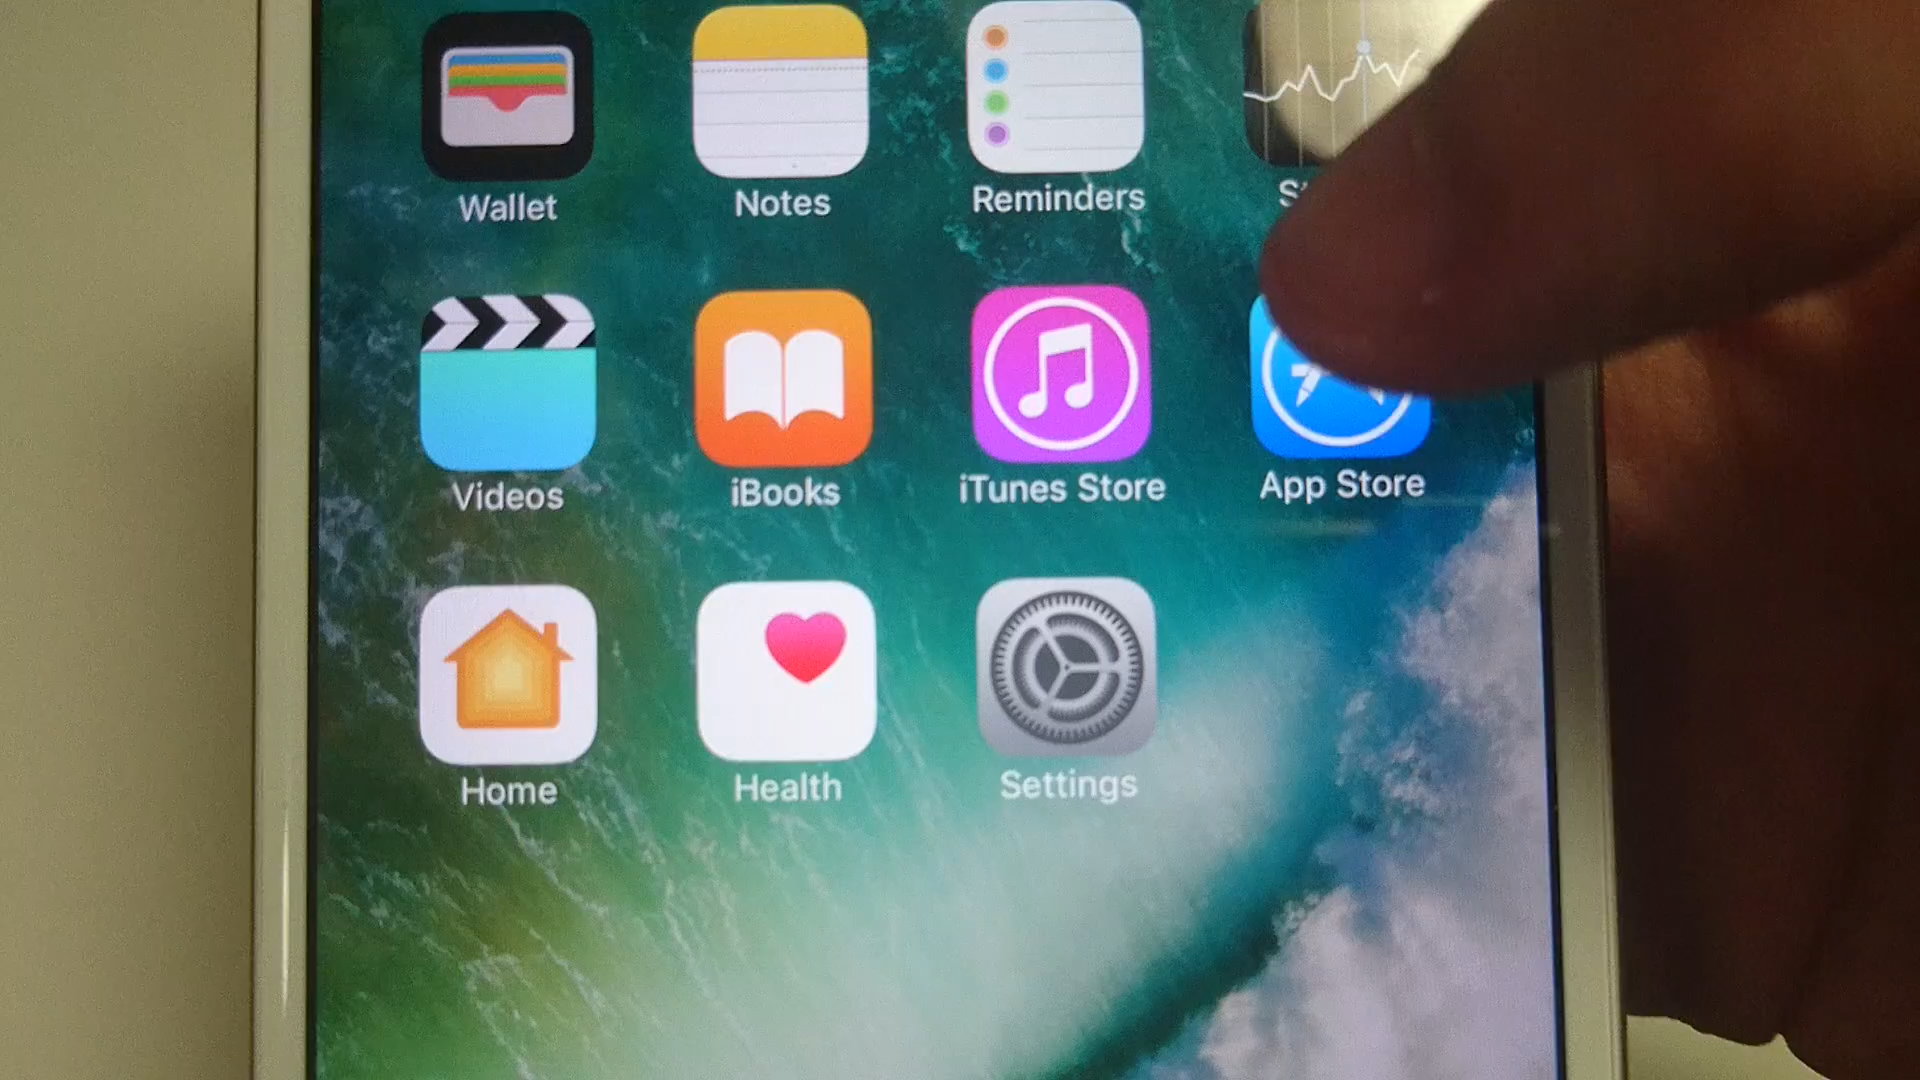 Wallet Notes Reminders
Videos iBooks iTunes Store App Store
Home Health Settings